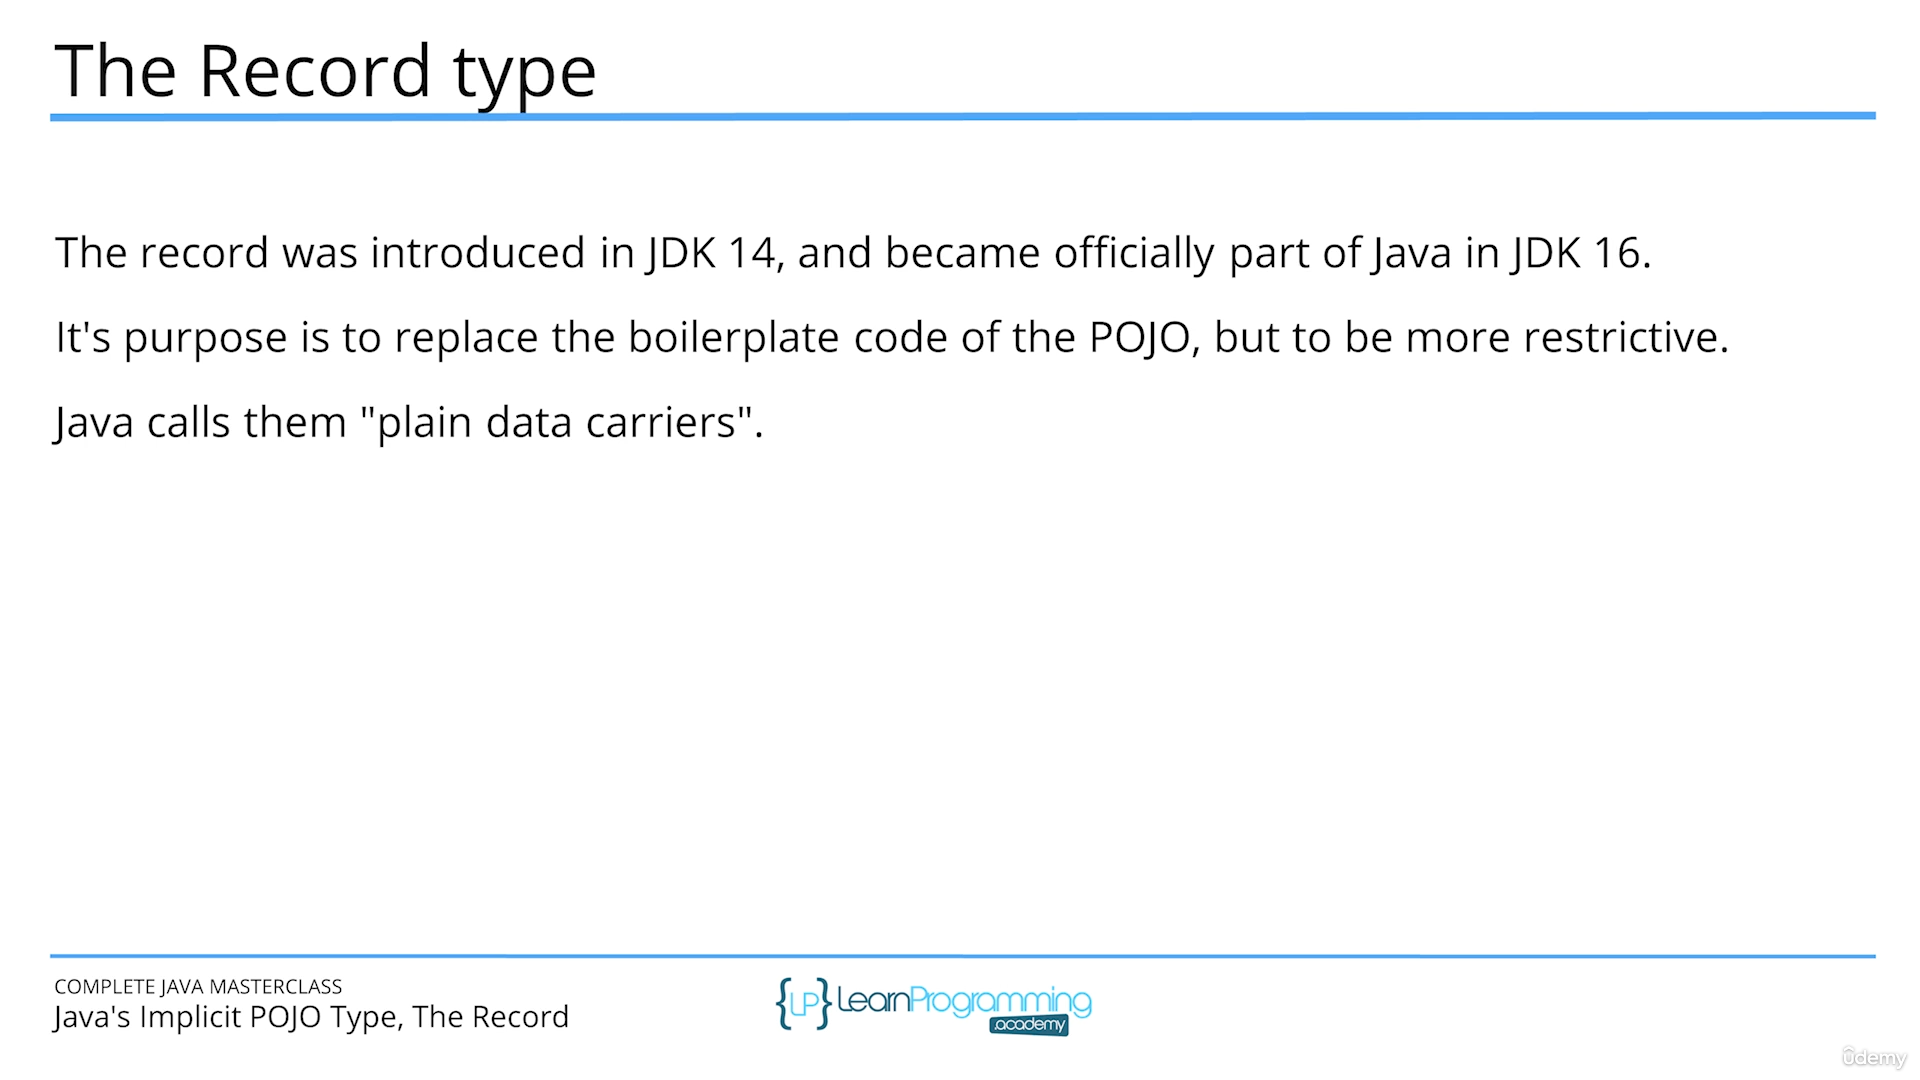 The Record type
The record was introduced in JDK 14, and became officially part of Java in JDK 16.
It's purpose is to replace the boilerplate code of the POJO, but to be more restrictive.
Java calls them "plain data carriers".
COMPLETE JAVA MASTERCLASS
Java's Implicit POJO Type, The Record
{LP} LearnProgramming
.academy
ûdemy